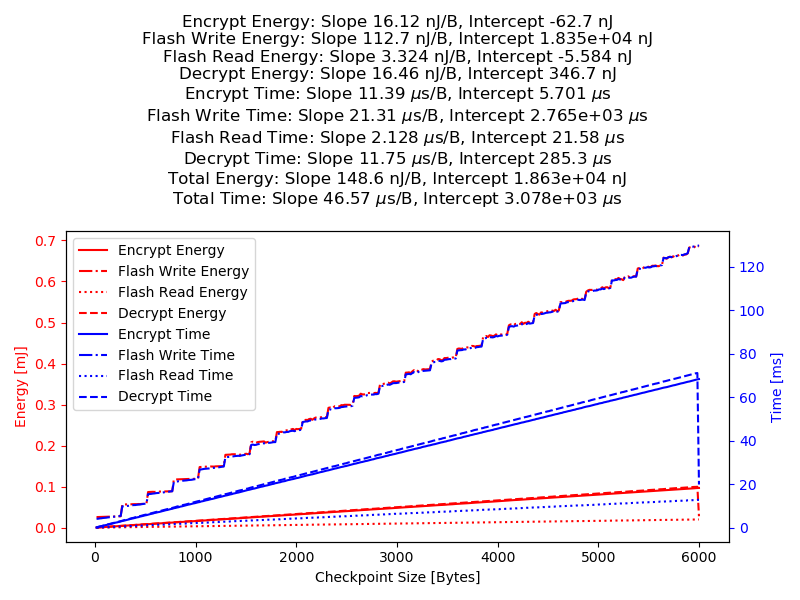 Encrypt Energy: Slope 16.12 nJ/B, Intercept -62.7 nJ
Flash Write Energy: Slope 112.7 nJ/B, Intercept 1.835e+04 nJ
Flash Read Energy: Slope 3.324 nJ/B, Intercept -5.584 nJ
Decrypt Energy: Slope 16.46 nJ/B, Intercept 346.7 nJ
Encrypt Time: Slope 11.39 μs/B, Intercept 5.701 μs
Flash Write Time: Slope 21.31 μs/B, Intercept 2.765e+03 μs
Flash Read Time: Slope 2.128 μs/B, Intercept 21.58 μs
Decrypt Time: Slope 11.75 μs/B, Intercept 285.3 μs
Total Energy: Slope 148.6 nJ/B, Intercept 1.863e+04 nJ
Total Time: Slope 46.57 μs/B, Intercept 3.078e+03 μs
Energy [mJ]
0.7
0.6
0.5
0.4
0.3
0.2
0.1
0.0
Encrypt Energy
Flash Write Energy
Flash Read Energy
Decrypt Energy
Encrypt Time
Flash Write Time
Flash Read Time
Decrypt Time
120
100
80
60
40
20
0
Time [ms]
0 1000 2000 3000 4000 5000 6000
Checkpoint Size [Bytes]